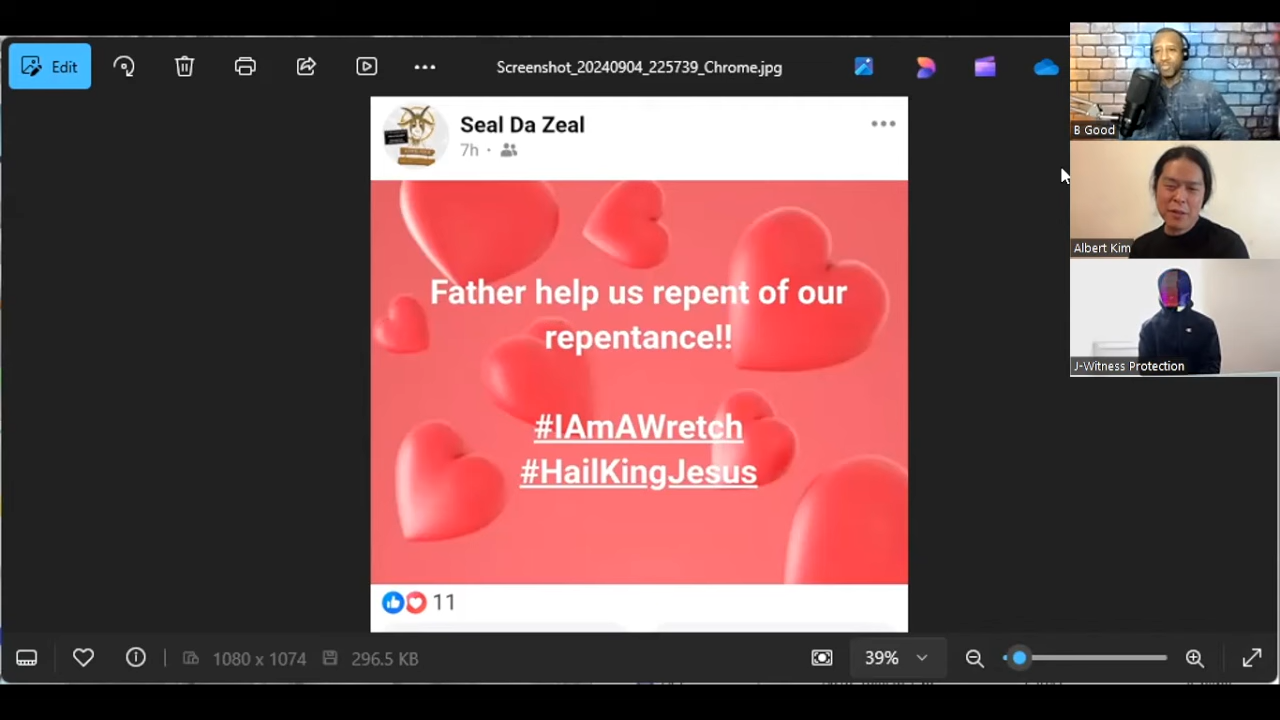 Edit
Screenshot_20240904_225739_Chrome.jpg
B Good
Seal Da Zeal
7h ·
Albert Kim
Father help us repent of our
repentance!!
#IAmAWretch
#HailKingJesus
J-Witness Protection
11
1080 x 1074
296.5 KB
39%